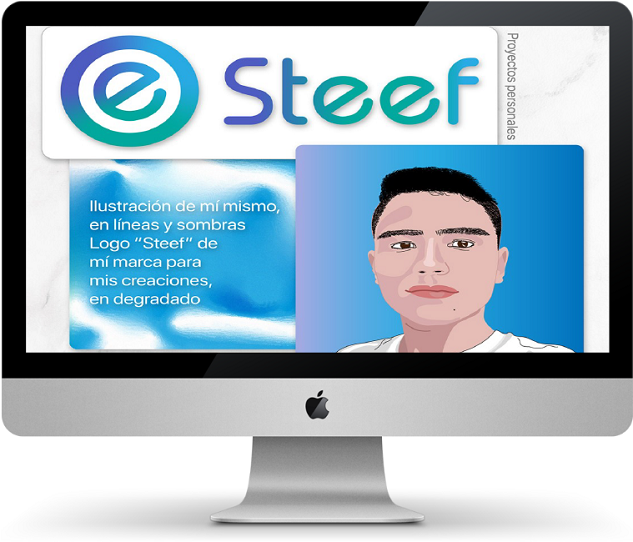 Steef
Proyectos personales
Ilustración de mí mismo,
en líneas y sombras
Logo “Steef” de
mí marca para
mis creaciones,
en degradado